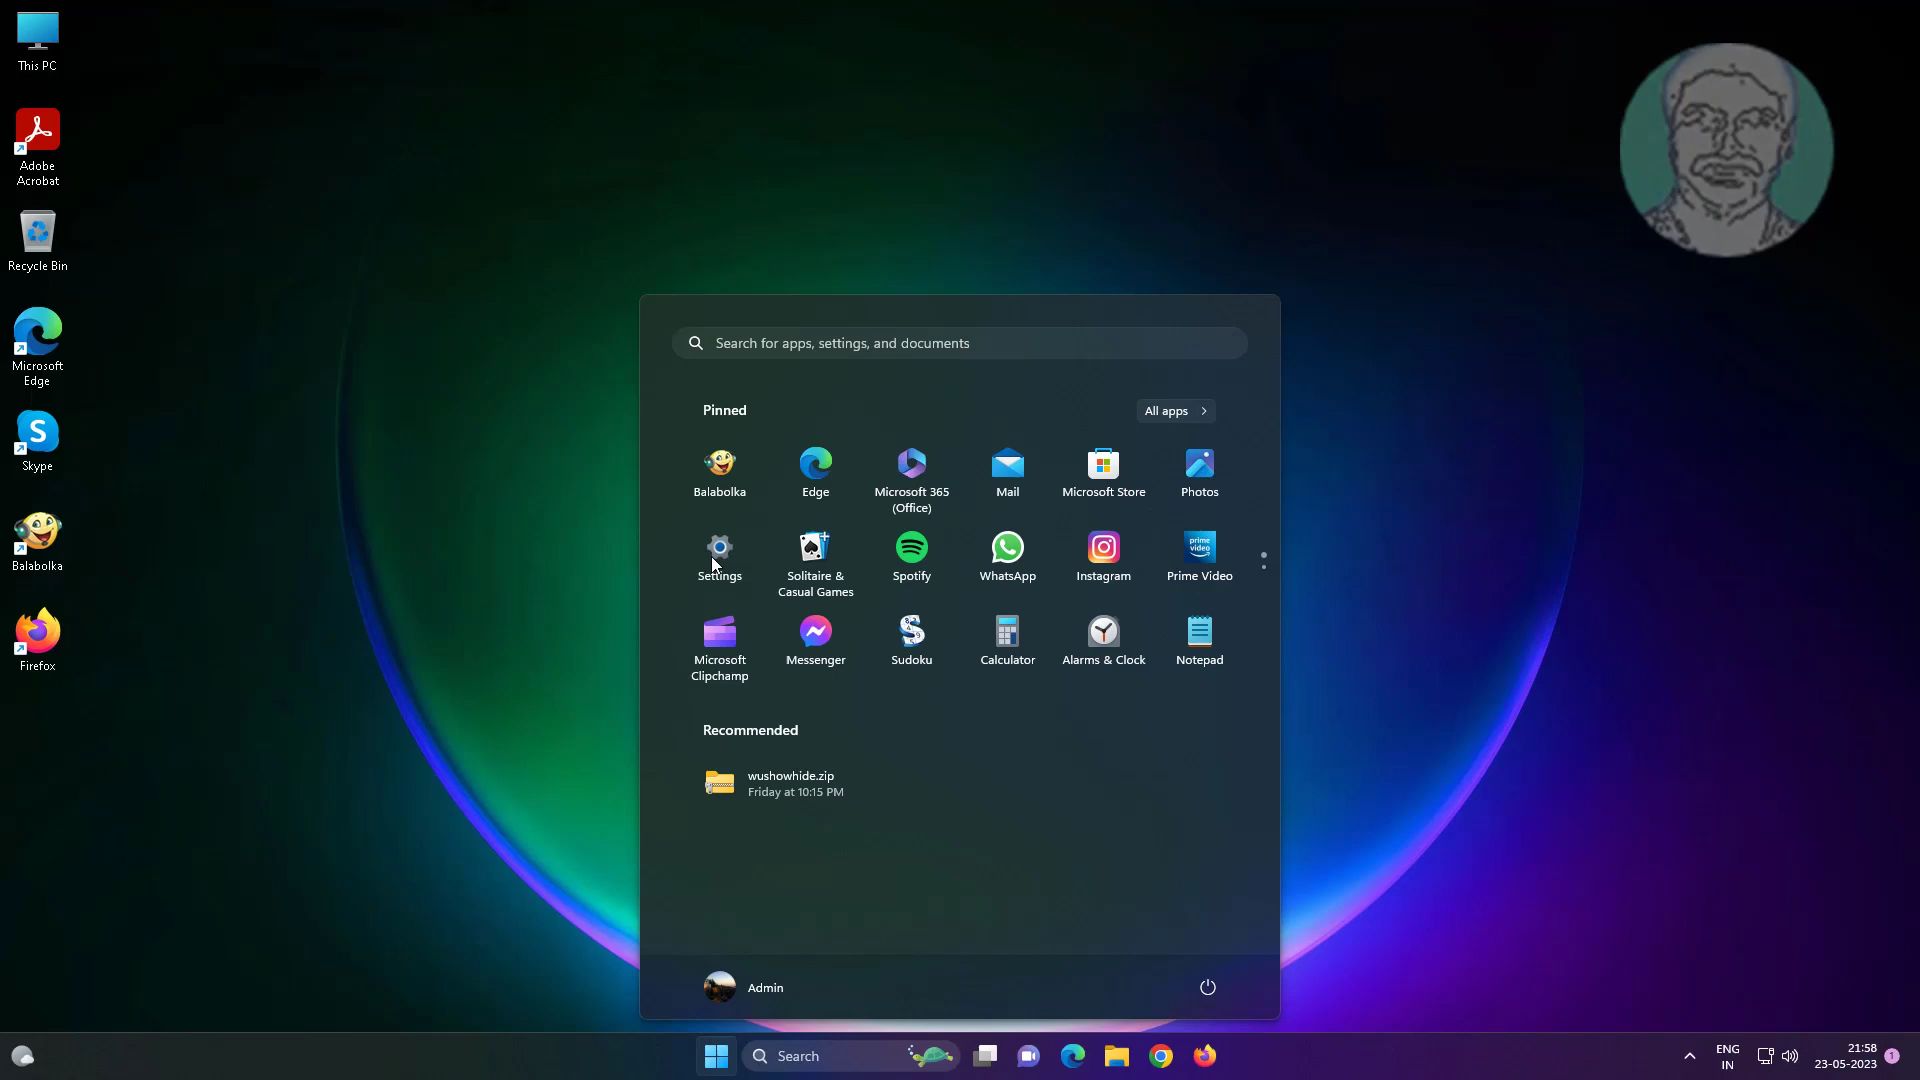 This PC
Adobe
Acrobat
Recycle Bin
Microsoft
Edge
Skype
Balabolka
Firefox
Search for apps, settings, and documents
Pinned
All apps
Balabolka
Edge
Microsoft 365
(Office)
Mail
Microsoft Store
Photos
Settings
Solitaire &
Casual Games
Spotify
WhatsApp
Instagram
prime
video
Prime Video
Microsoft
Clipchamp
Messenger
Sudoku
Calculator
Alarms & Clock
Notepad
Recommended
wushowhide.zip
Friday at 10:15 PM
Admin
Search
ENG
IN
21:58
23-05-2023
1